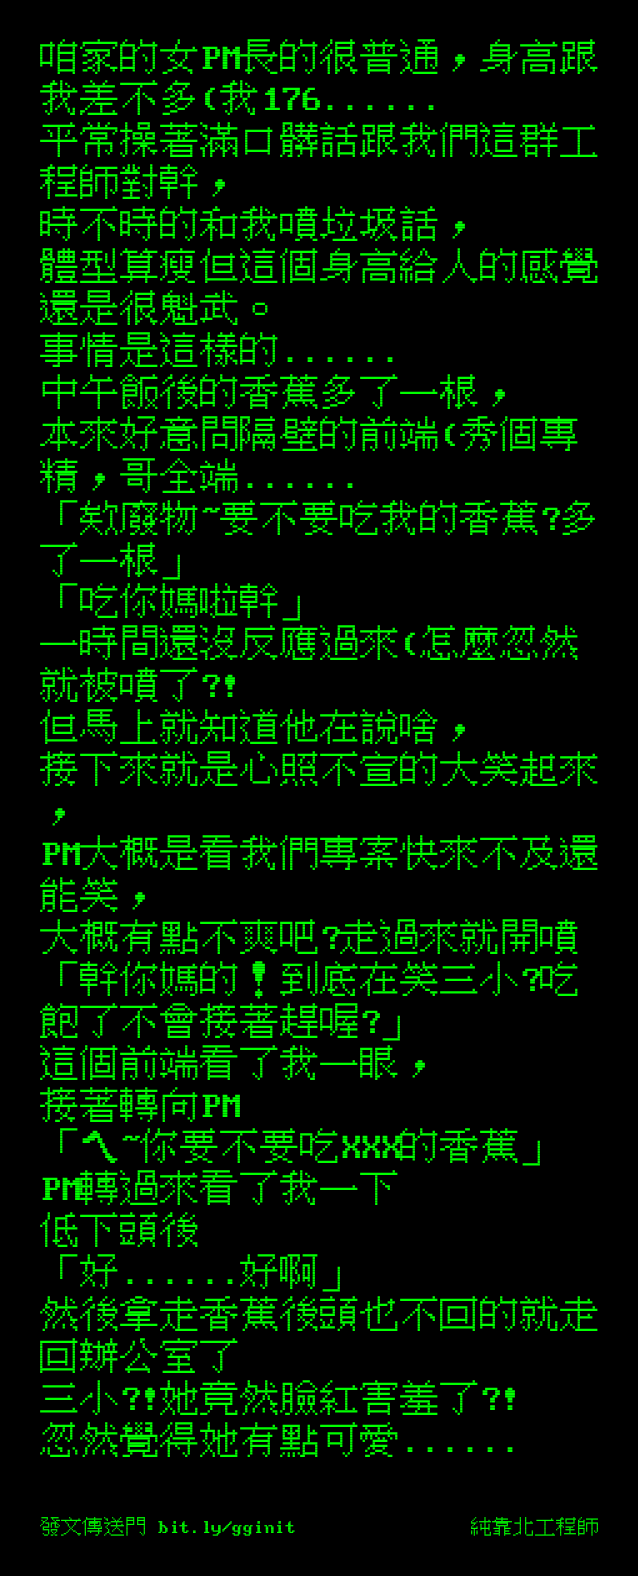 咱家的女PM長的很普通，身高跟
我差不多(我176......
平常操著滿口髒話跟我們這群工
程師對幹，
時不時的和我噴垃圾話，
體型算瘦但這個身高給人的感覺
還是很魁武。
事情是這樣的......
中午飯後的香蕉多了一根，
本來好意問隔壁的前端(秀個專
精，哥全端......
「欸廢物~要不要吃我的香蕉?多
了一根」
「吃你媽啦幹」
一時間還沒反應過來(怎麼忽然
就被噴了?!
但馬上就知道他在說啥，
接下來就是心照不宣的大笑起來
，
PM大概是看我們專案快來不及還
能笑，
大概有點不爽吧?走過來就開噴
「幹你媽的！到底在笑三小?吃
飽了不會接著趕喔?」
這個前端看了我一眼，
接著轉向PM
「ㄟ~你要不要吃XXX的香蕉」
PM轉過來看了我一下
低下頭後
「好......好啊」
然後拿走香蕉後頭也不回的就走
回辦公室了
三小?!她竟然臉紅害羞了?!
忽然覺得她有點可愛......
發文傳送門 bit.ly/gginit
純靠北工程師